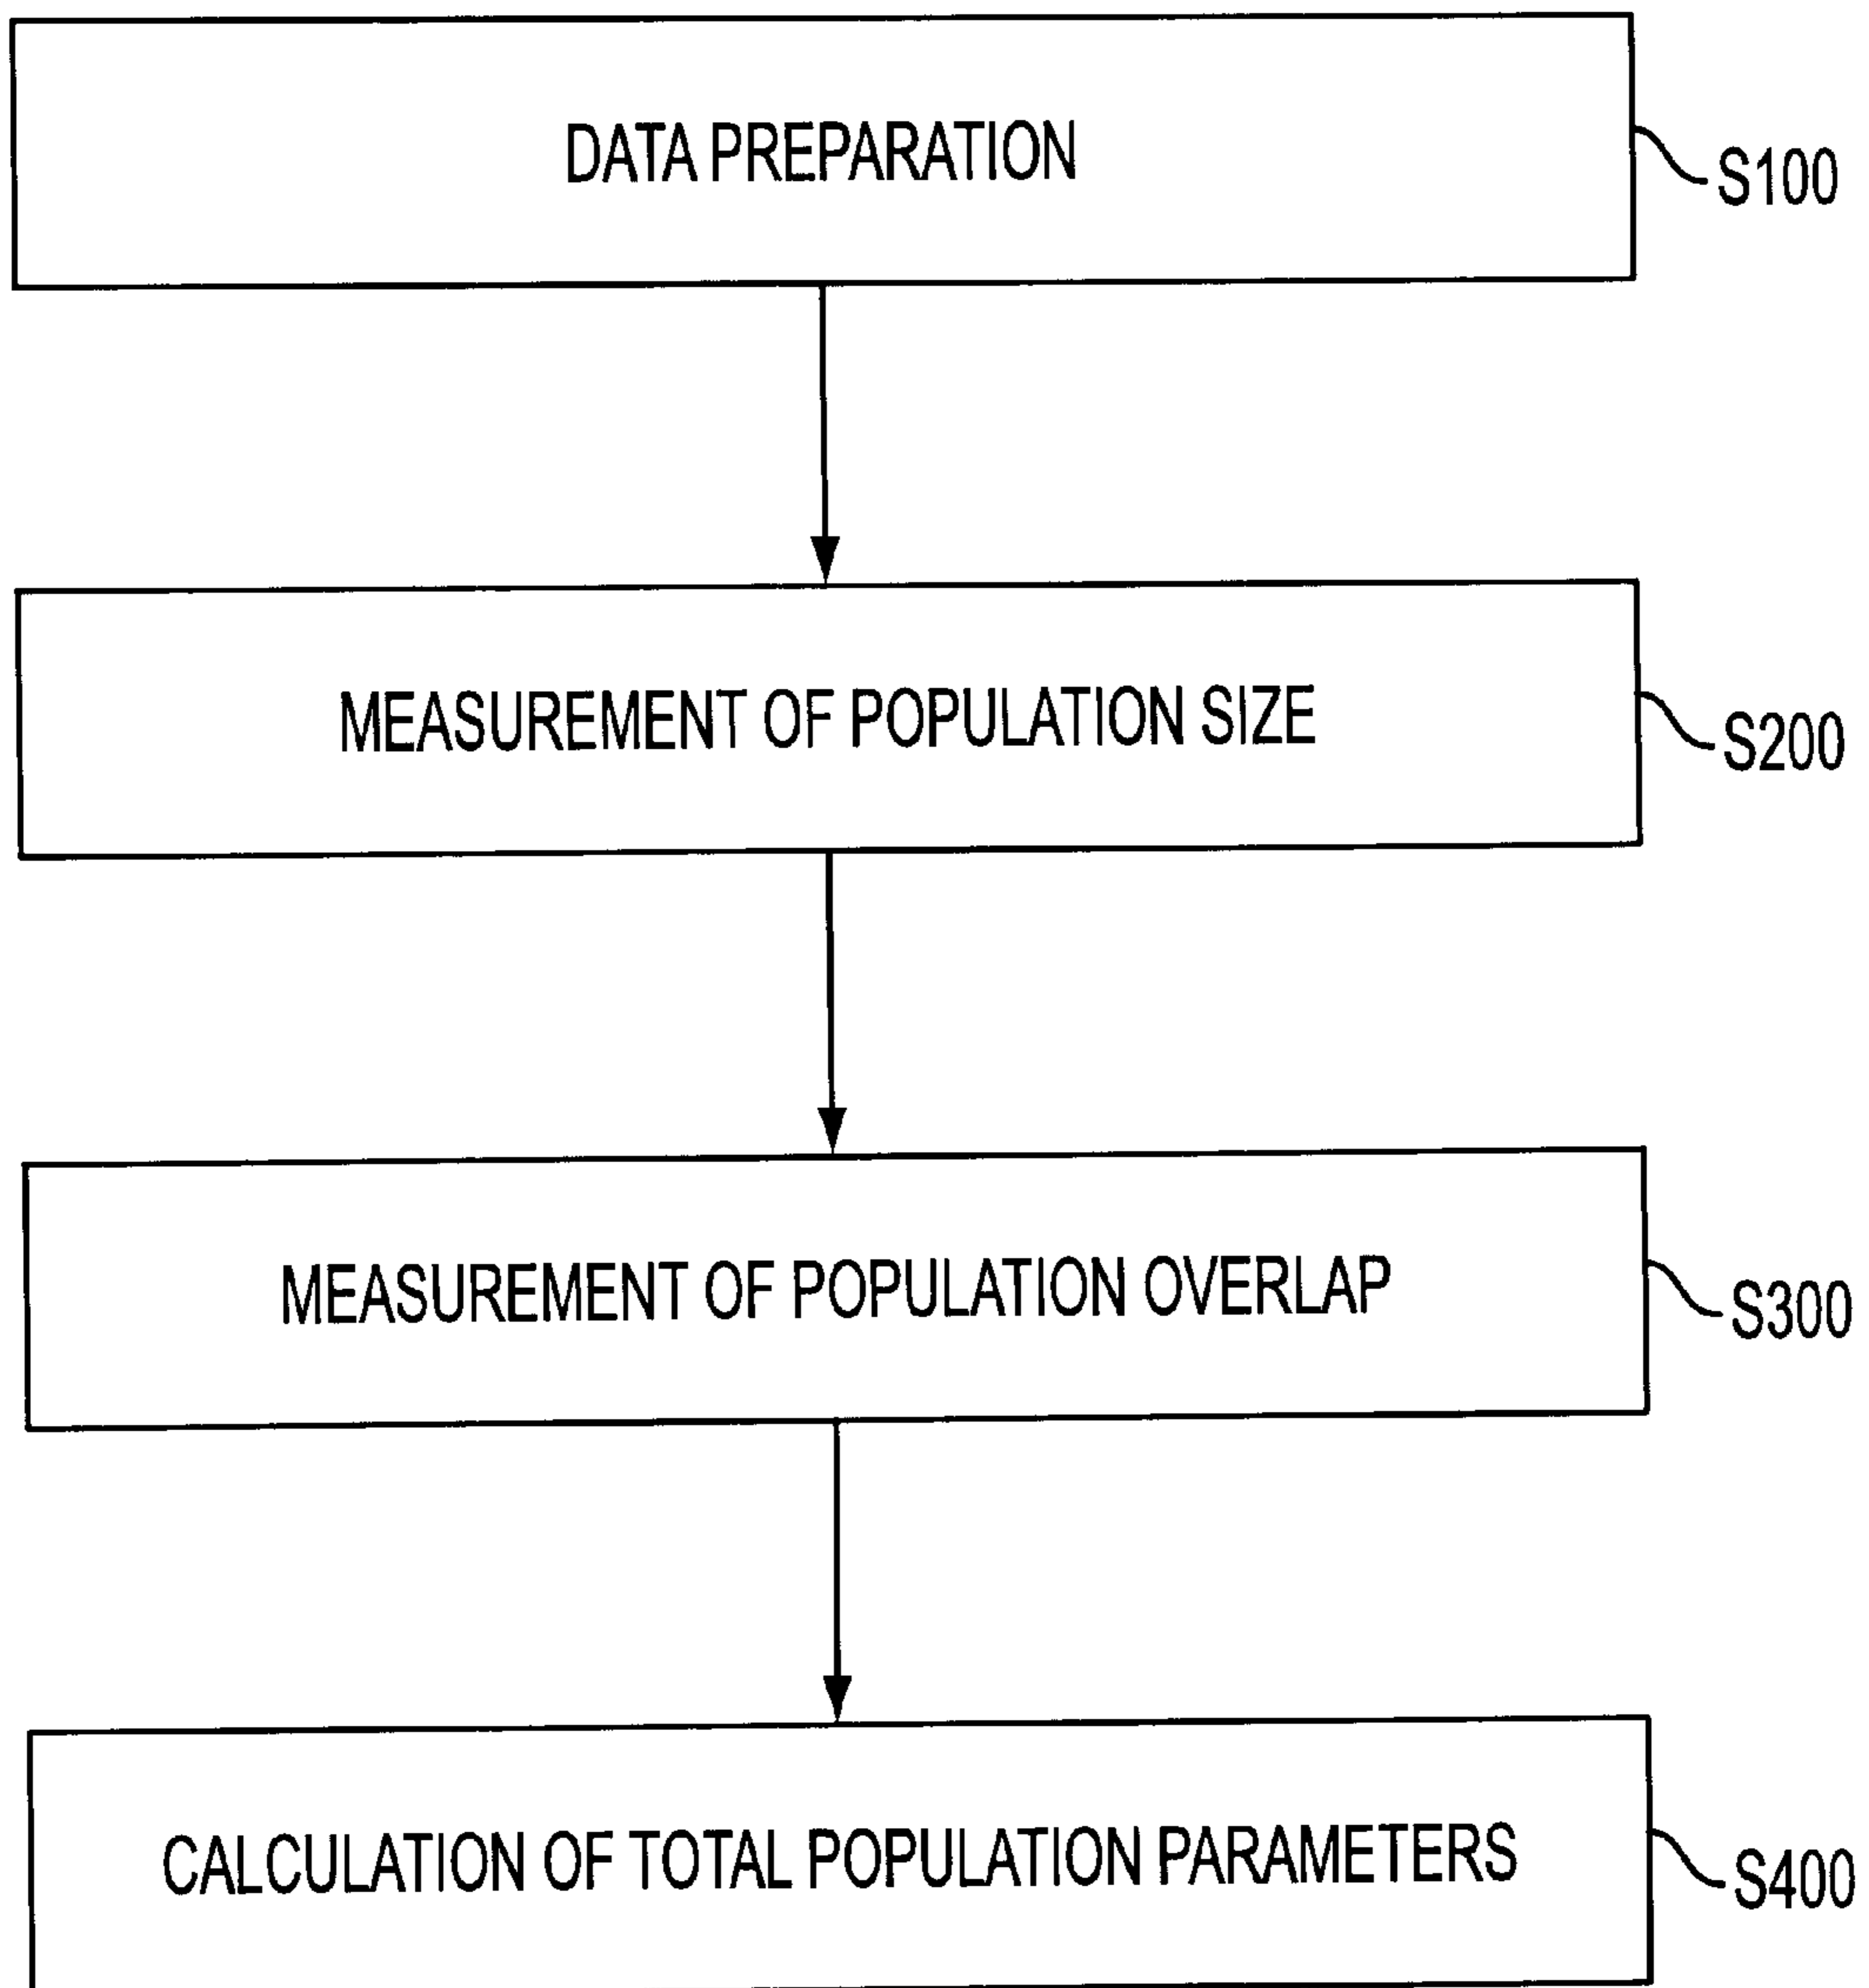 DATA PREPARATION
S100
MEASUREMENT OF POPULATION SIZE
S200
MEASUREMENT OF POPULATION OVERLAP
S300
CALCULATION OF TOTAL POPULATION PARAMETERS
S400